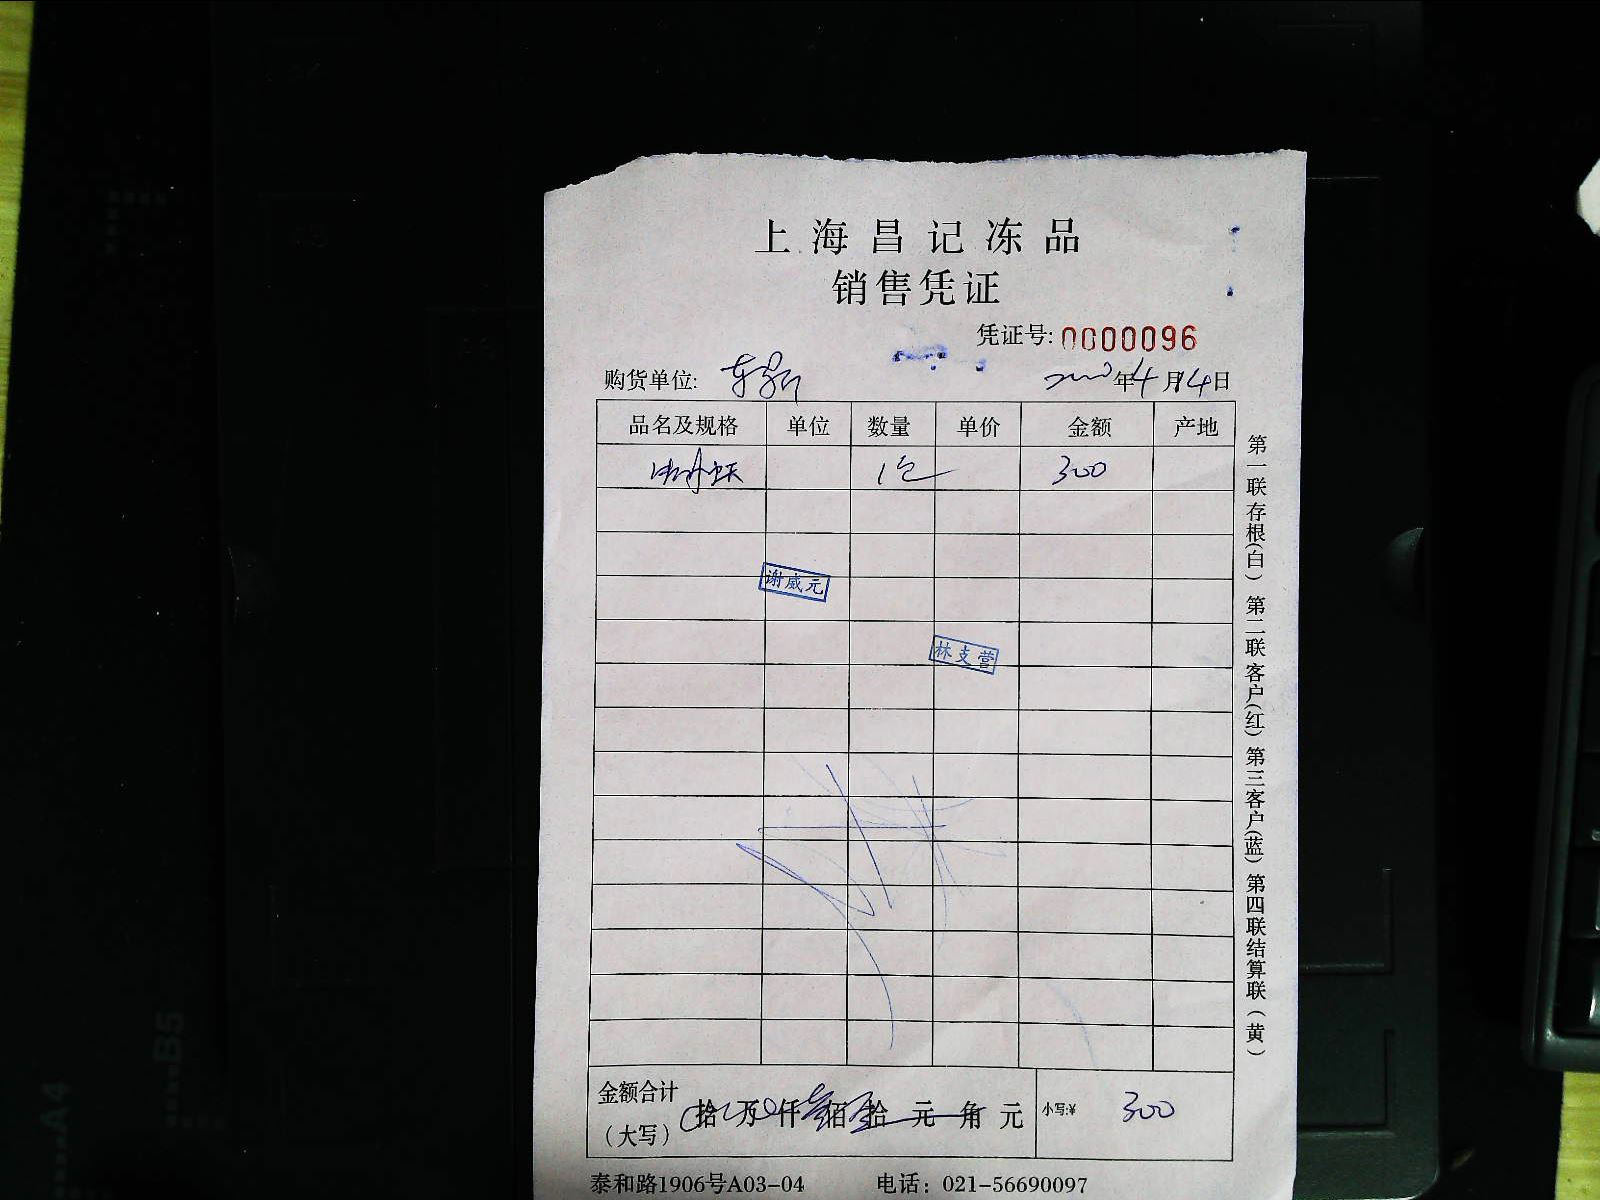 上海昌记冻品
销售凭证
凭证号: 0000096
购货单位: 年4月14日
品名及规格 单位 数量 单价 金额 产地
1包 300
谢威元
林支营
金额合计
(大写) 拾 万 仟 佰 拾 元 角 元 小写:¥ 300
泰和路1906号A03-04 电话: 021-56690097
第一联存根(白) 第二联客户(红) 第三客户(蓝) 第四联结算联(黄)
A4
B5